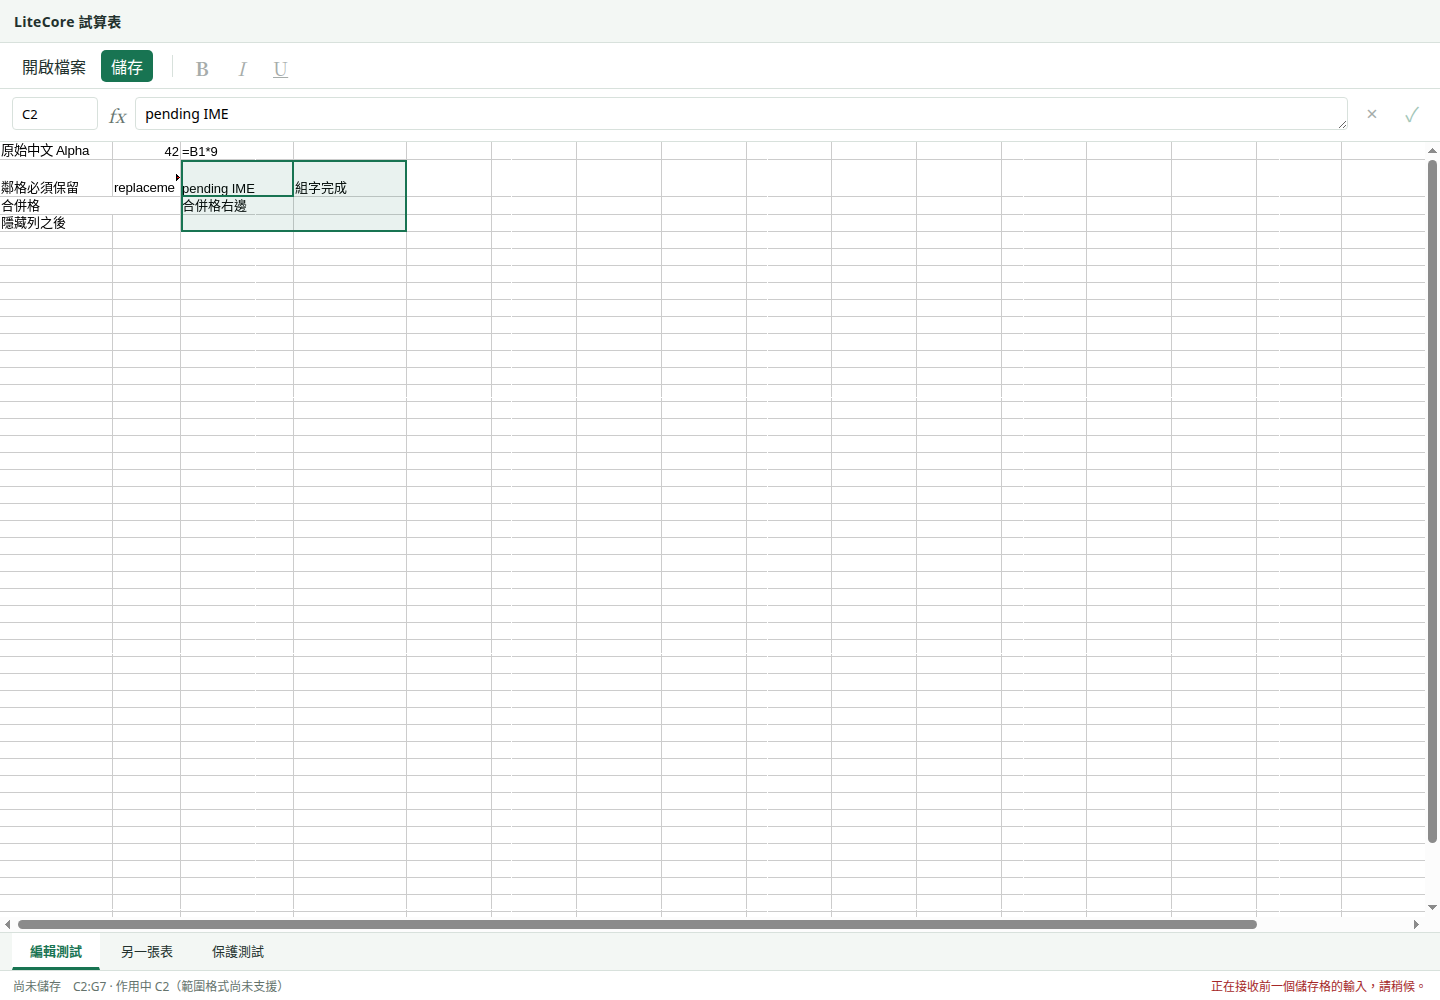 LiteCore 試算表
開啟檔案 儲存 B I U
C2 fx pending IME × ✓
原始中文 Alpha 42 =B1*9
鄰格必須保留 replaceme pending IME 組字完成
合併格 合併格右邊
隱藏列之後
編輯測試 另一張表 保護測試
尚未儲存 C2:G7 · 作用中 C2（範圍格式尚未支援） 正在接收前一個儲存格的輸入，請稍候。